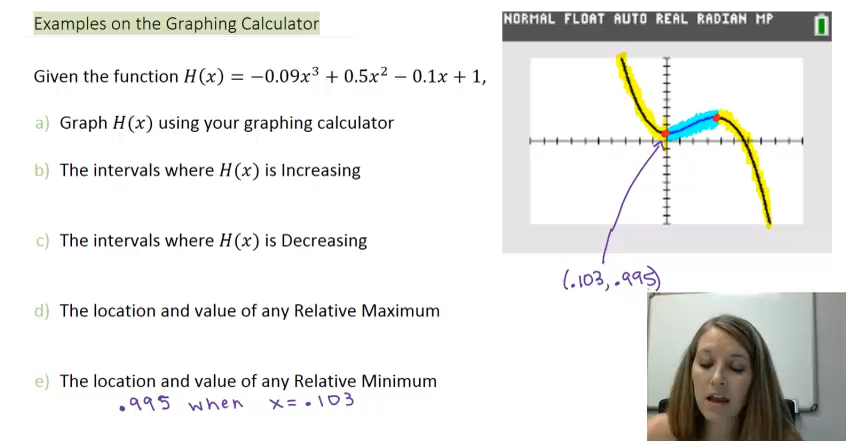 Examples on the Graphing Calculator
NORMAL FLOAT AUTO REAL RADIAN MP
Given the function H(x) = −0.09x³ + 0.5x² − 0.1x + 1,
a) Graph H(x) using your graphing calculator
b) The intervals where H(x) is Increasing
c) The intervals where H(x) is Decreasing
(.103, .995)
d) The location and value of any Relative Maximum
e) The location and value of any Relative Minimum
.995 when x = .103